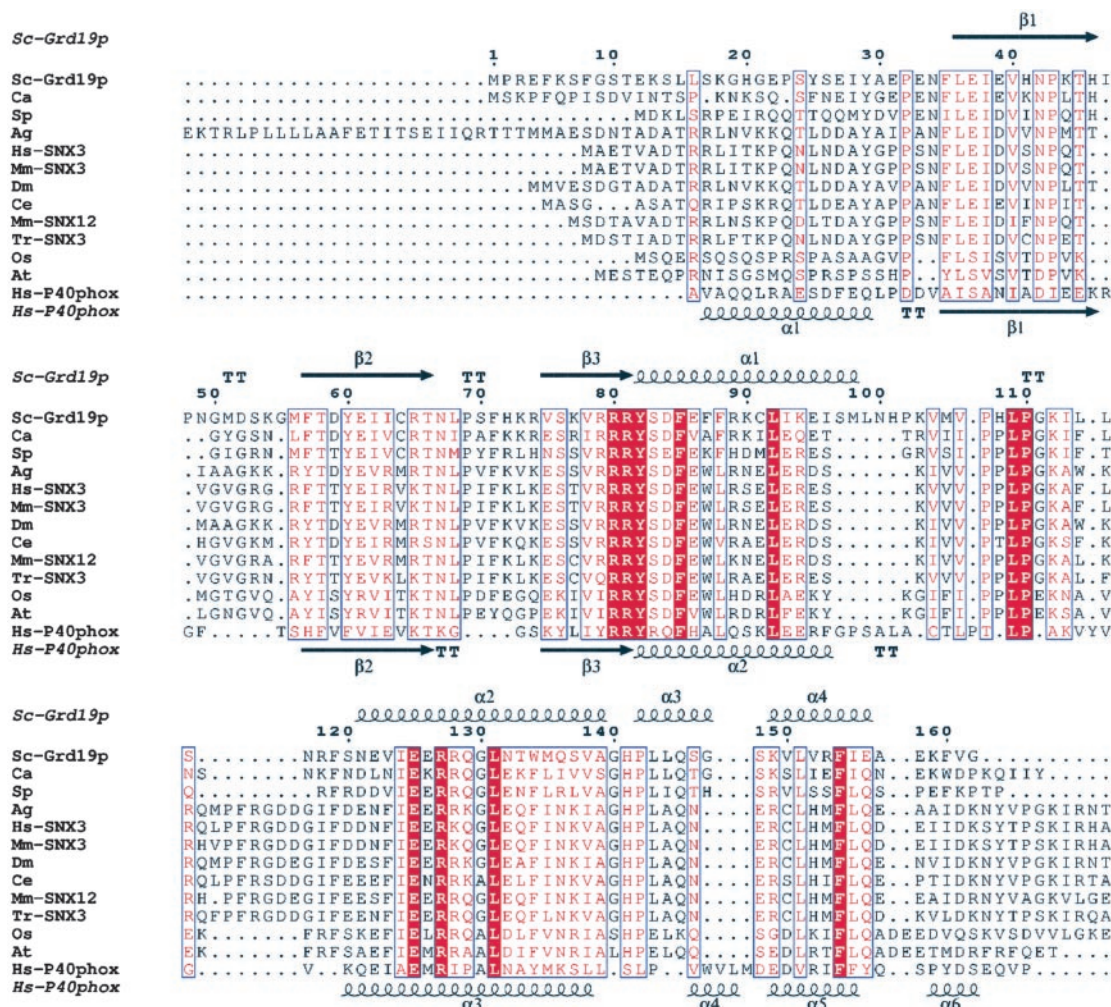 Sc-Grd19p β1
1 10 20 30 40
Sc-Grd19p MPREFKSFGSTEKSLLSKGHGEPSYSEIYAEPENFLEIEVHNPKTHI
Ca MSKPFQPISDVINTSP.KNKSQ.SFNEIYGEPENFLEIEVKNPLTH.
Sp MDKLSRPEIRQQTTQQMYDVPENILEIDVINPQTH.
Ag EKTRLPLLLLAAFETITSEIIQRTTTMMAESDNTADATRRLNVKKQTLDDAYAIPANFLEIDVVNPMTT.
Hs-SNX3 MAETVADTRRLITKPQNLNDAYGPPSNFLEIDVSNPQT..
Mm-SNX3 MAETVADTRRLITKPQNLNDAYGPPSNFLEIDVSNPQT..
Dm MMVESDGTADATRRLNVKKQTLDDAYAVPANFLEIDVVNPLTT.
Ce MASG.ASATQRIPSKRQTLDEAYAPPANFLEIEVINPIT..
Mm-SNX12 MSDTAVADTRRLNSKPQDLTDAYGPPSNFLEIDIFNPQT..
Tr-SNX3 MDSTIADTRRLFTKPQNLNDAYGPPSNFLEIDVCNPET..
Os MSQERSQSQSPRSPASAAGVP..FLSISVTDPVK..
At MESTEQPRNISGSMQSPRSPSSHP..YLSVSVTDPVK..
Hs-P40phox AVAQQLRAESDFEQLPDDVAISANIADIEEKR
Hs-P40phox α1 TT β1
Sc-Grd19p TT β2 TT β3 α1 TT
50 60 70 80 90 100 110
Sc-Grd19p PNGMDSKGMFTDYEIICRTNLPSFHKRVSKVRRRYSDFEFFRKCLIKEISMLNHPKVMV.PHLPGKIL.L
Ca ..GYGSN.LFTDYEIVCRTNIPAFKKRESRIRRRYSDFVAFRKILEQET.....TRVII.PPLPGKIF.L
Sp ..GIGRN.MFTTYEIVCRTNMPYFRLHNSSVRRRYSEFEKFHDMLERES.....GRVSI.PPLPGKIF.T
Ag .IAAGKK.RYTDYEVRMRTNLPVFKVKESSVRRRYSDFEWLRNELERDS......KIVV.PPLPGKAW.K
Hs-SNX3 .VGVGRG.RFTTYEIRVKTNLPIFKLKESTVRRRYSDFEWLRSELERES......KVVV.PPLPGKAF.L
Mm-SNX3 .VGVGRG.RFTTYEIRVKTNLPIFKLKESTVRRRYSDFEWLRSELERES......KVVV.PPLPGKAF.L
Dm .MAAGKK.RYTDYEVRMRTNLPVFKVKESSVRRRYSDFEWLRNELERDS......KIVV.PPLPGKAW.K
Ce .HGVGKM.RYTDYEVRMRSNLPVFKQKESSVRRRYSDFEWVRAELERDS......KIVV.PTLPGKSF.K
Mm-SNX12 .VGVGRA.RFTTYEVRMRTNLPIFKLKESCVRRRYSDFEWLKNELERDS......KIVV.PPLPGKAL.K
Tr-SNX3 .VGVGRN.RYTTYEVKLKTNLPIFKLKESCVQRRYSDFEWLRAELERES......KVVV.PPLPGKAL.F
Os .MGTGVQ.AYISYRVITKTNLPDFEGQEKIVIRRYSDFEWLHDRLAEKY.....KGIFI.PPLPEKNA.V
At .LGNGVQ.AYISYRVITKTNLPEYQGPEKIVIRRYSDFVWLRDRLFEKY.....KGIFI.PPLPEKSA.V
Hs-P40phox GF....TSHFVFVIEVKTKG....GSKYLIYRRYRQFHALQSKLEERFGPSALA.CTLPT.LP.AKVYV
Hs-P40phox β2 TT β3 α2 TT
Sc-Grd19p α2 α3 α4
120 130 140 150 160
Sc-Grd19p S........NRFSNEVIEERRQGLNTWMQSVAGHPLLQSG...SKVLVRFIEA..EKFVG
Ca NS.......NKFNDLNIEKRRQGLEKFLIVVSGHPLLQTG...SKSLIEFIQN..EKWDPKQIIY
Sp Q........RFRDDVIEERRQGLENFLRLVAGHPLIQTH...SRVLSSFLQS..PEFKPTP
Ag RQMPFRGDDGIFDENFIEERRKGLEQFINKIAGHPLAQN....ERCLHMFLQE..AAIDKNYVPGKIRNT
Hs-SNX3 RQLPFRGDDGIFDDNFIEERKQGLEQFINKVAGHPLAQN....ERCLHMFLQD..EIIDKSYTPSKIRHA
Mm-SNX3 RHVPFRGDDGIFDDNFIEERKQGLEQFINKVAGHPLAQN....ERCLHMFLQD..EIIDKSYTPSKIRHA
Dm RQMPFRGDEGIFDESFIEERRKGLEAFINKIAGHPLAQN....ERCLHMFLQD..NVIDKNYVPGKIRNT
Ce RQLPFRSDDGIFEEEFIENRRKALELFINKVAGHPLAQN....ERSLHIFLQE..PTIDKNYVPGKIRTA
Mm-SNX12 RH.PFRGDEGIFEESFIEERRQGLEQFINKIAGHPLAQN....ERCLHMFLQE..EAIDRNYVAGKVLGE
Tr-SNX3 RQFPFRGDDGIFEENFIEERRQGLEQFLNKVAGHPLAQN....ERCLHMFLQD..KVLDKNYTPSKIRQA
Os EK.......FRFSKEFIELRRQALDLFVNRIASHPELKQ....SGDLKIFLQADEEDVQSKVSDVVLGKE
At EK.......FRFSAEFIEMRRAALDIFVNRIALHPELQQ....SEDLRTFLQADEETMDRFRFQET
Hs-P40phox G........V..KQEIAEMRIPALNAYMKSLL.SLP..VWVLMDEDVRIFFYQ..SPYDSEQVP
Hs-P40phox α3 α4 α5 α6